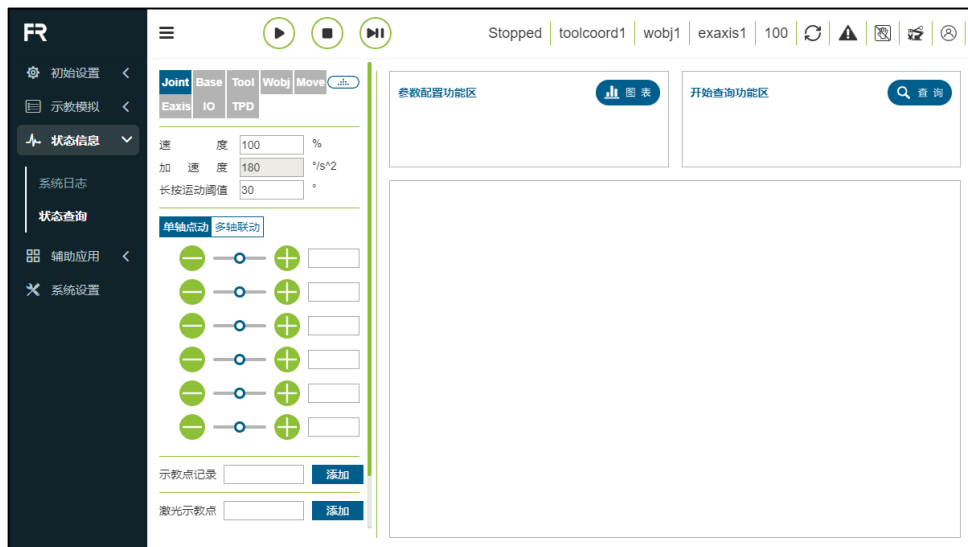 FR
Stopped toolcoord1 wobj1 exaxis1 100
初始设置
示教模拟
状态信息
系统日志
状态查询
辅助应用
系统设置
Joint Base Tool Wobj Move
Eaxis IO TPD
速 度 100 %
加 速 度 180 °/s^2
长按运动阈值 30 °
单轴点动 多轴联动
示教点记录 添加
激光示教点 添加
参数配置功能区 图 表
开始查询功能区 查 询